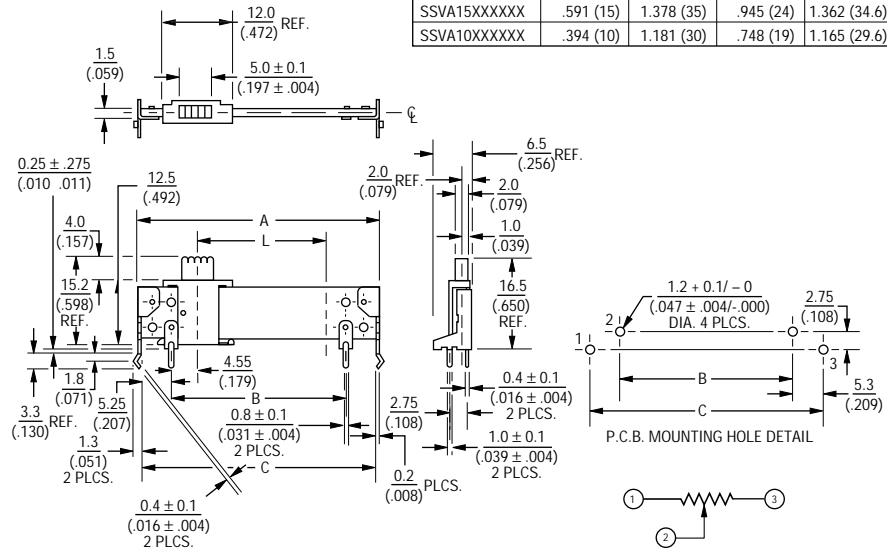 SSVA15XXXXXX .591 (15) 1.378 (35) .945 (24) 1.362 (34.6)
SSVA10XXXXXX .394 (10) 1.181 (30) .748 (19) 1.165 (29.6)
12.0
(.472) REF.
1.5
(.059)
5.0 ± 0.1
(.197 ± .004)
℄
6.5
(.256) REF.
2.0
(.079) REF.
2.0
(.079)
1.0
(.039)
0.25 ± .275
(.010 .011)
12.5
(.492)
A
L
4.0
(.157)
15.2
(.598)
REF.
16.5
(.650)
REF.
1.2 + 0.1/ – 0
(.047 ± .004/-.000)
DIA. 4 PLCS.
2.75
(.108)
1
2
3
B
C
5.3
(.209)
P.C.B. MOUNTING HOLE DETAIL
4.55
(.179)
B
1.8
(.071)
3.3
(.130) REF.
5.25
(.207)
1.3
(.051)
2 PLCS.
0.8 ± 0.1
(.031 ± .004)
2 PLCS.
C
0.2
(.008) PLCS.
0.4 ± 0.1
(.016 ± .004)
2 PLCS.
2.75
(.108)
0.4 ± 0.1
(.016 ± .004)
2 PLCS.
1.0 ± 0.1
(.039 ± .004)
2 PLCS.
1
3
2